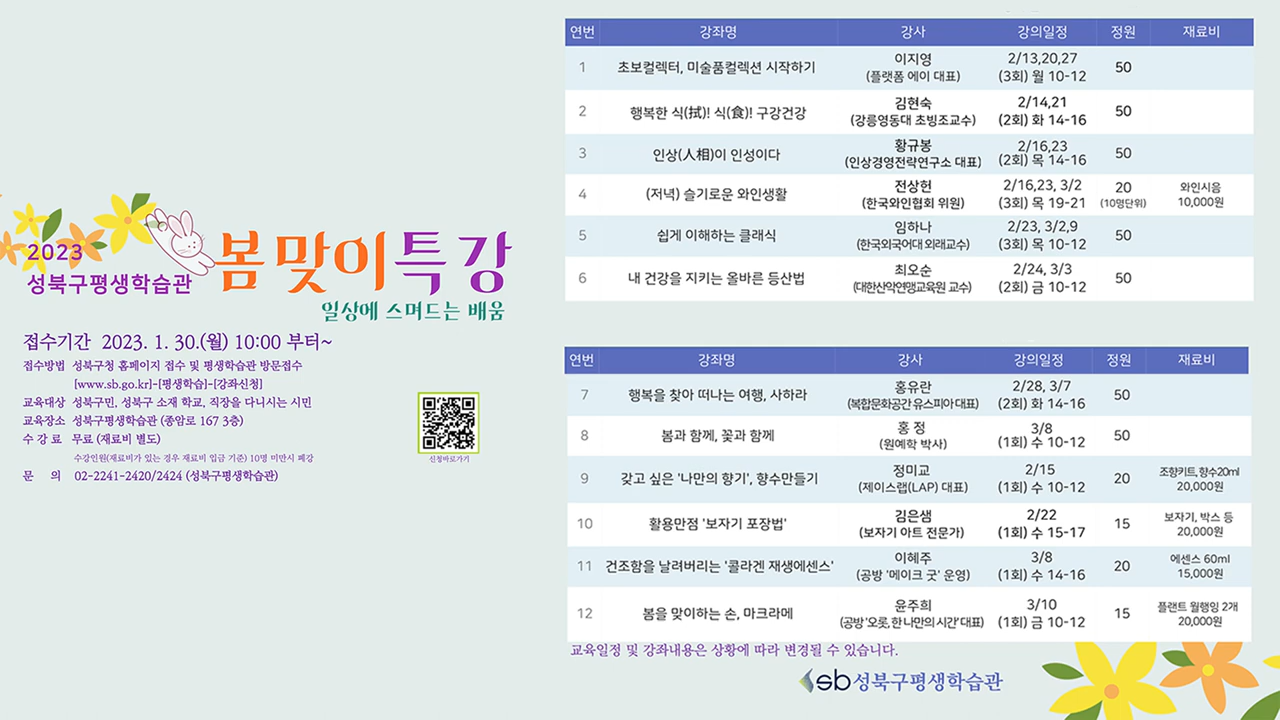 2023
성북구평생학습관
봄맞이특강
일상에 스며드는 배움
접수기간 2023. 1. 30.(월) 10:00 부터~
접수방법 성북구청 홈페이지 접수 및 평생학습관 방문접수
[www.sb.go.kr]-[평생학습]-[강좌신청]
교육대상 성북구민, 성북구 소재 학교, 직장을 다니시는 시민
교육장소 성북구평생학습관 (종암로 167 3층)
수 강 료 무료 (재료비 별도)
수강인원(재료비가 있는 경우 재료비 입금 기준) 10명 미만시 폐강
문 의 02-2241-2420/2424 (성북구평생학습관)
신청바로가기
연번 강좌명 강사 강의일정 정원 재료비
1 초보컬렉터, 미술품컬렉션 시작하기 이지영 2/13,20,27 50
(플랫폼 에이 대표) (3회) 월 10-12
2 행복한 식(拭)! 식(食)! 구강건강 김현숙 2/14,21 50
(강릉영동대 초빙조교수) (2회) 화 14-16
3 인상(人相)이 인성이다 황규봉 2/16,23 50
(인상경영전략연구소 대표) (2회) 목 14-16
4 (저녁) 슬기로운 와인생활 전상헌 2/16,23, 3/2 20 와인시음
(한국와인협회 위원) (3회) 목 19-21 (10명단위) 10,000원
5 쉽게 이해하는 클래식 임하나 2/23, 3/2,9 50
(한국외국어대 외래교수) (3회) 목 10-12
6 내 건강을 지키는 올바른 등산법 최오순 2/24, 3/3 50
(대한산악연맹교육원 교수) (2회) 금 10-12
연번 강좌명 강사 강의일정 정원 재료비
7 행복을 찾아 떠나는 여행, 사하라 홍유란 2/28, 3/7 50
(복합문화공간 유스피아 대표) (2회) 화 14-16
8 봄과 함께, 꽃과 함께 홍 정 3/8 50
(원예학 박사) (1회) 수 10-12
9 갖고 싶은 '나만의 향기', 향수만들기 정미교 2/15 20 조향키트, 향수20ml
(제이스랩(LAP) 대표) (1회) 수 10-12 20,000원
10 활용만점 '보자기 포장법' 김은샘 2/22 15 보자기, 박스 등
(보자기 아트 전문가) (1회) 수 15-17 20,000원
11 건조함을 날려버리는 '콜라겐 재생에센스' 이혜주 3/8 20 에센스 60ml
(공방 '메이크 굿' 운영) (1회) 수 14-16 15,000원
12 봄을 맞이하는 손, 마크라메 윤주희 3/10 15 플랜트 월행잉 2개
(공방 '오롯, 한 나만의 시간' 대표) (1회) 금 10-12 20,000원
교육일정 및 강좌내용은 상황에 따라 변경될 수 있습니다.
sb성북구평생학습관